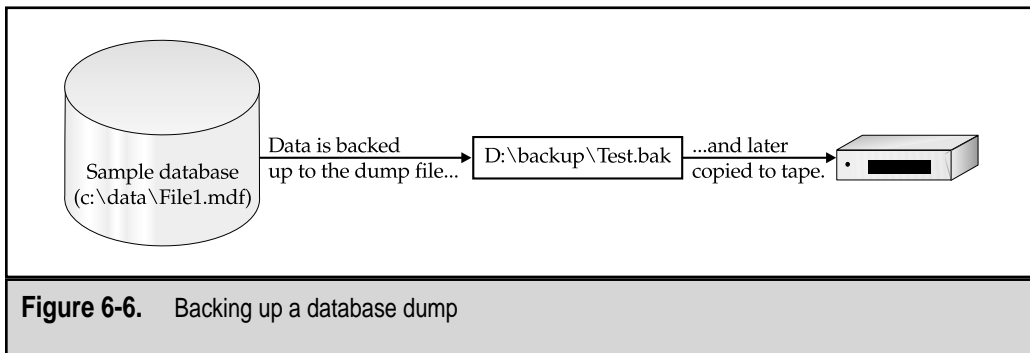 Sample database
(c:\data\File1.mdf)
Data is backed
up to the dump file...
D:\backup\Test.bak
...and later
copied to tape.
Figure 6-6. Backing up a database dump